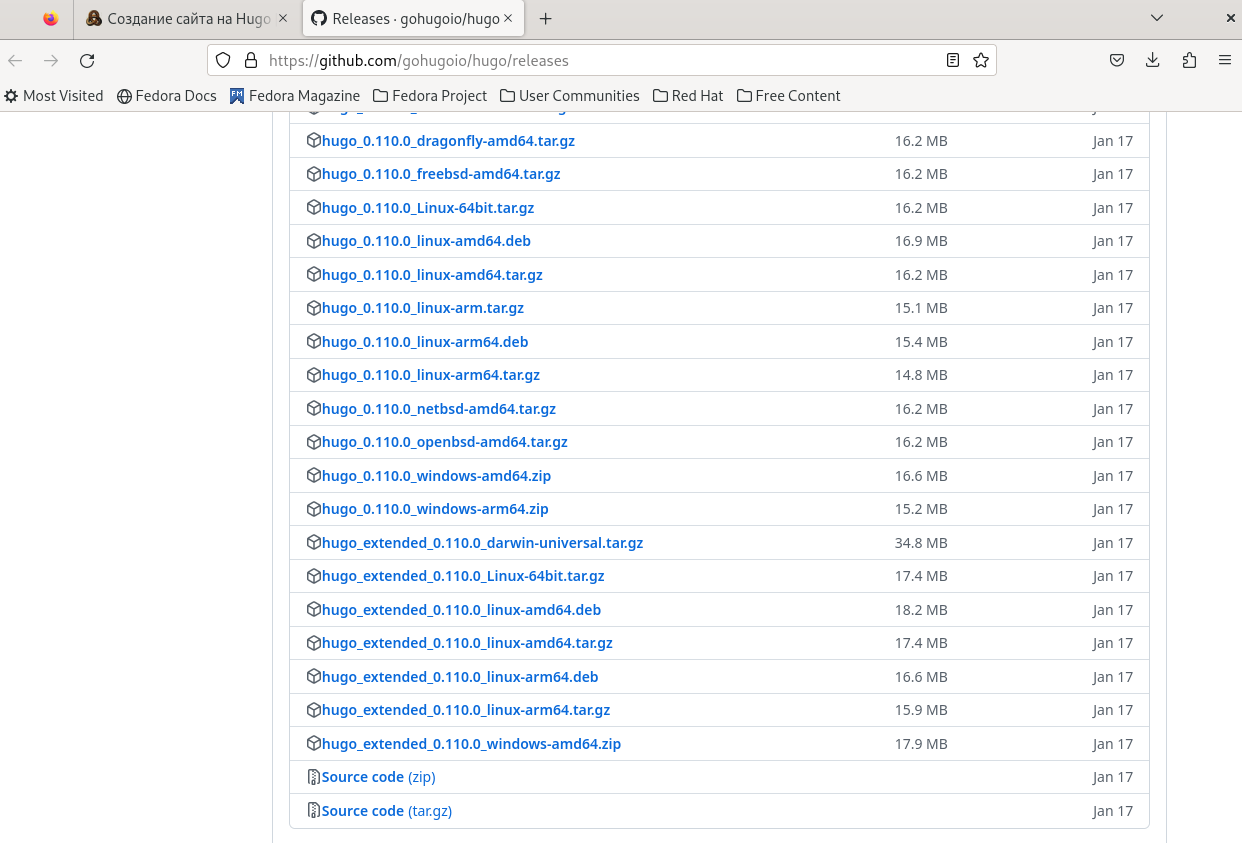 Создание сайта на Hugo
Releases · gohugoio/hugo
https://github.com/gohugoio/hugo/releases
Most Visited Fedora Docs FM Fedora Magazine Fedora Project User Communities Red Hat Free Content
hugo_0.110.0_dragonfly-amd64.tar.gz 16.2 MB Jan 17
hugo_0.110.0_freebsd-amd64.tar.gz 16.2 MB Jan 17
hugo_0.110.0_Linux-64bit.tar.gz 16.2 MB Jan 17
hugo_0.110.0_linux-amd64.deb 16.9 MB Jan 17
hugo_0.110.0_linux-amd64.tar.gz 16.2 MB Jan 17
hugo_0.110.0_linux-arm.tar.gz 15.1 MB Jan 17
hugo_0.110.0_linux-arm64.deb 15.4 MB Jan 17
hugo_0.110.0_linux-arm64.tar.gz 14.8 MB Jan 17
hugo_0.110.0_netbsd-amd64.tar.gz 16.2 MB Jan 17
hugo_0.110.0_openbsd-amd64.tar.gz 16.2 MB Jan 17
hugo_0.110.0_windows-amd64.zip 16.6 MB Jan 17
hugo_0.110.0_windows-arm64.zip 15.2 MB Jan 17
hugo_extended_0.110.0_darwin-universal.tar.gz 34.8 MB Jan 17
hugo_extended_0.110.0_Linux-64bit.tar.gz 17.4 MB Jan 17
hugo_extended_0.110.0_linux-amd64.deb 18.2 MB Jan 17
hugo_extended_0.110.0_linux-amd64.tar.gz 17.4 MB Jan 17
hugo_extended_0.110.0_linux-arm64.deb 16.6 MB Jan 17
hugo_extended_0.110.0_linux-arm64.tar.gz 15.9 MB Jan 17
hugo_extended_0.110.0_windows-amd64.zip 17.9 MB Jan 17
Source code (zip) Jan 17
Source code (tar.gz) Jan 17